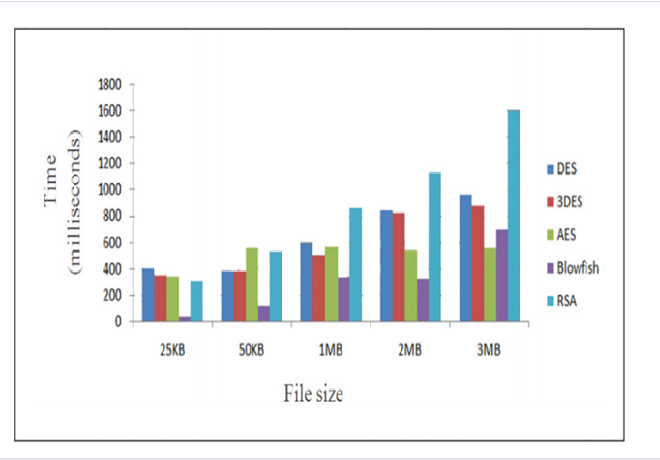 Time
(milliseconds)
1800
1600
1400
1200
1000
800
600
400
200
0
25KB
50KB
1MB
2MB
3MB
File size
DES
3DES
AES
Blowfish
RSA